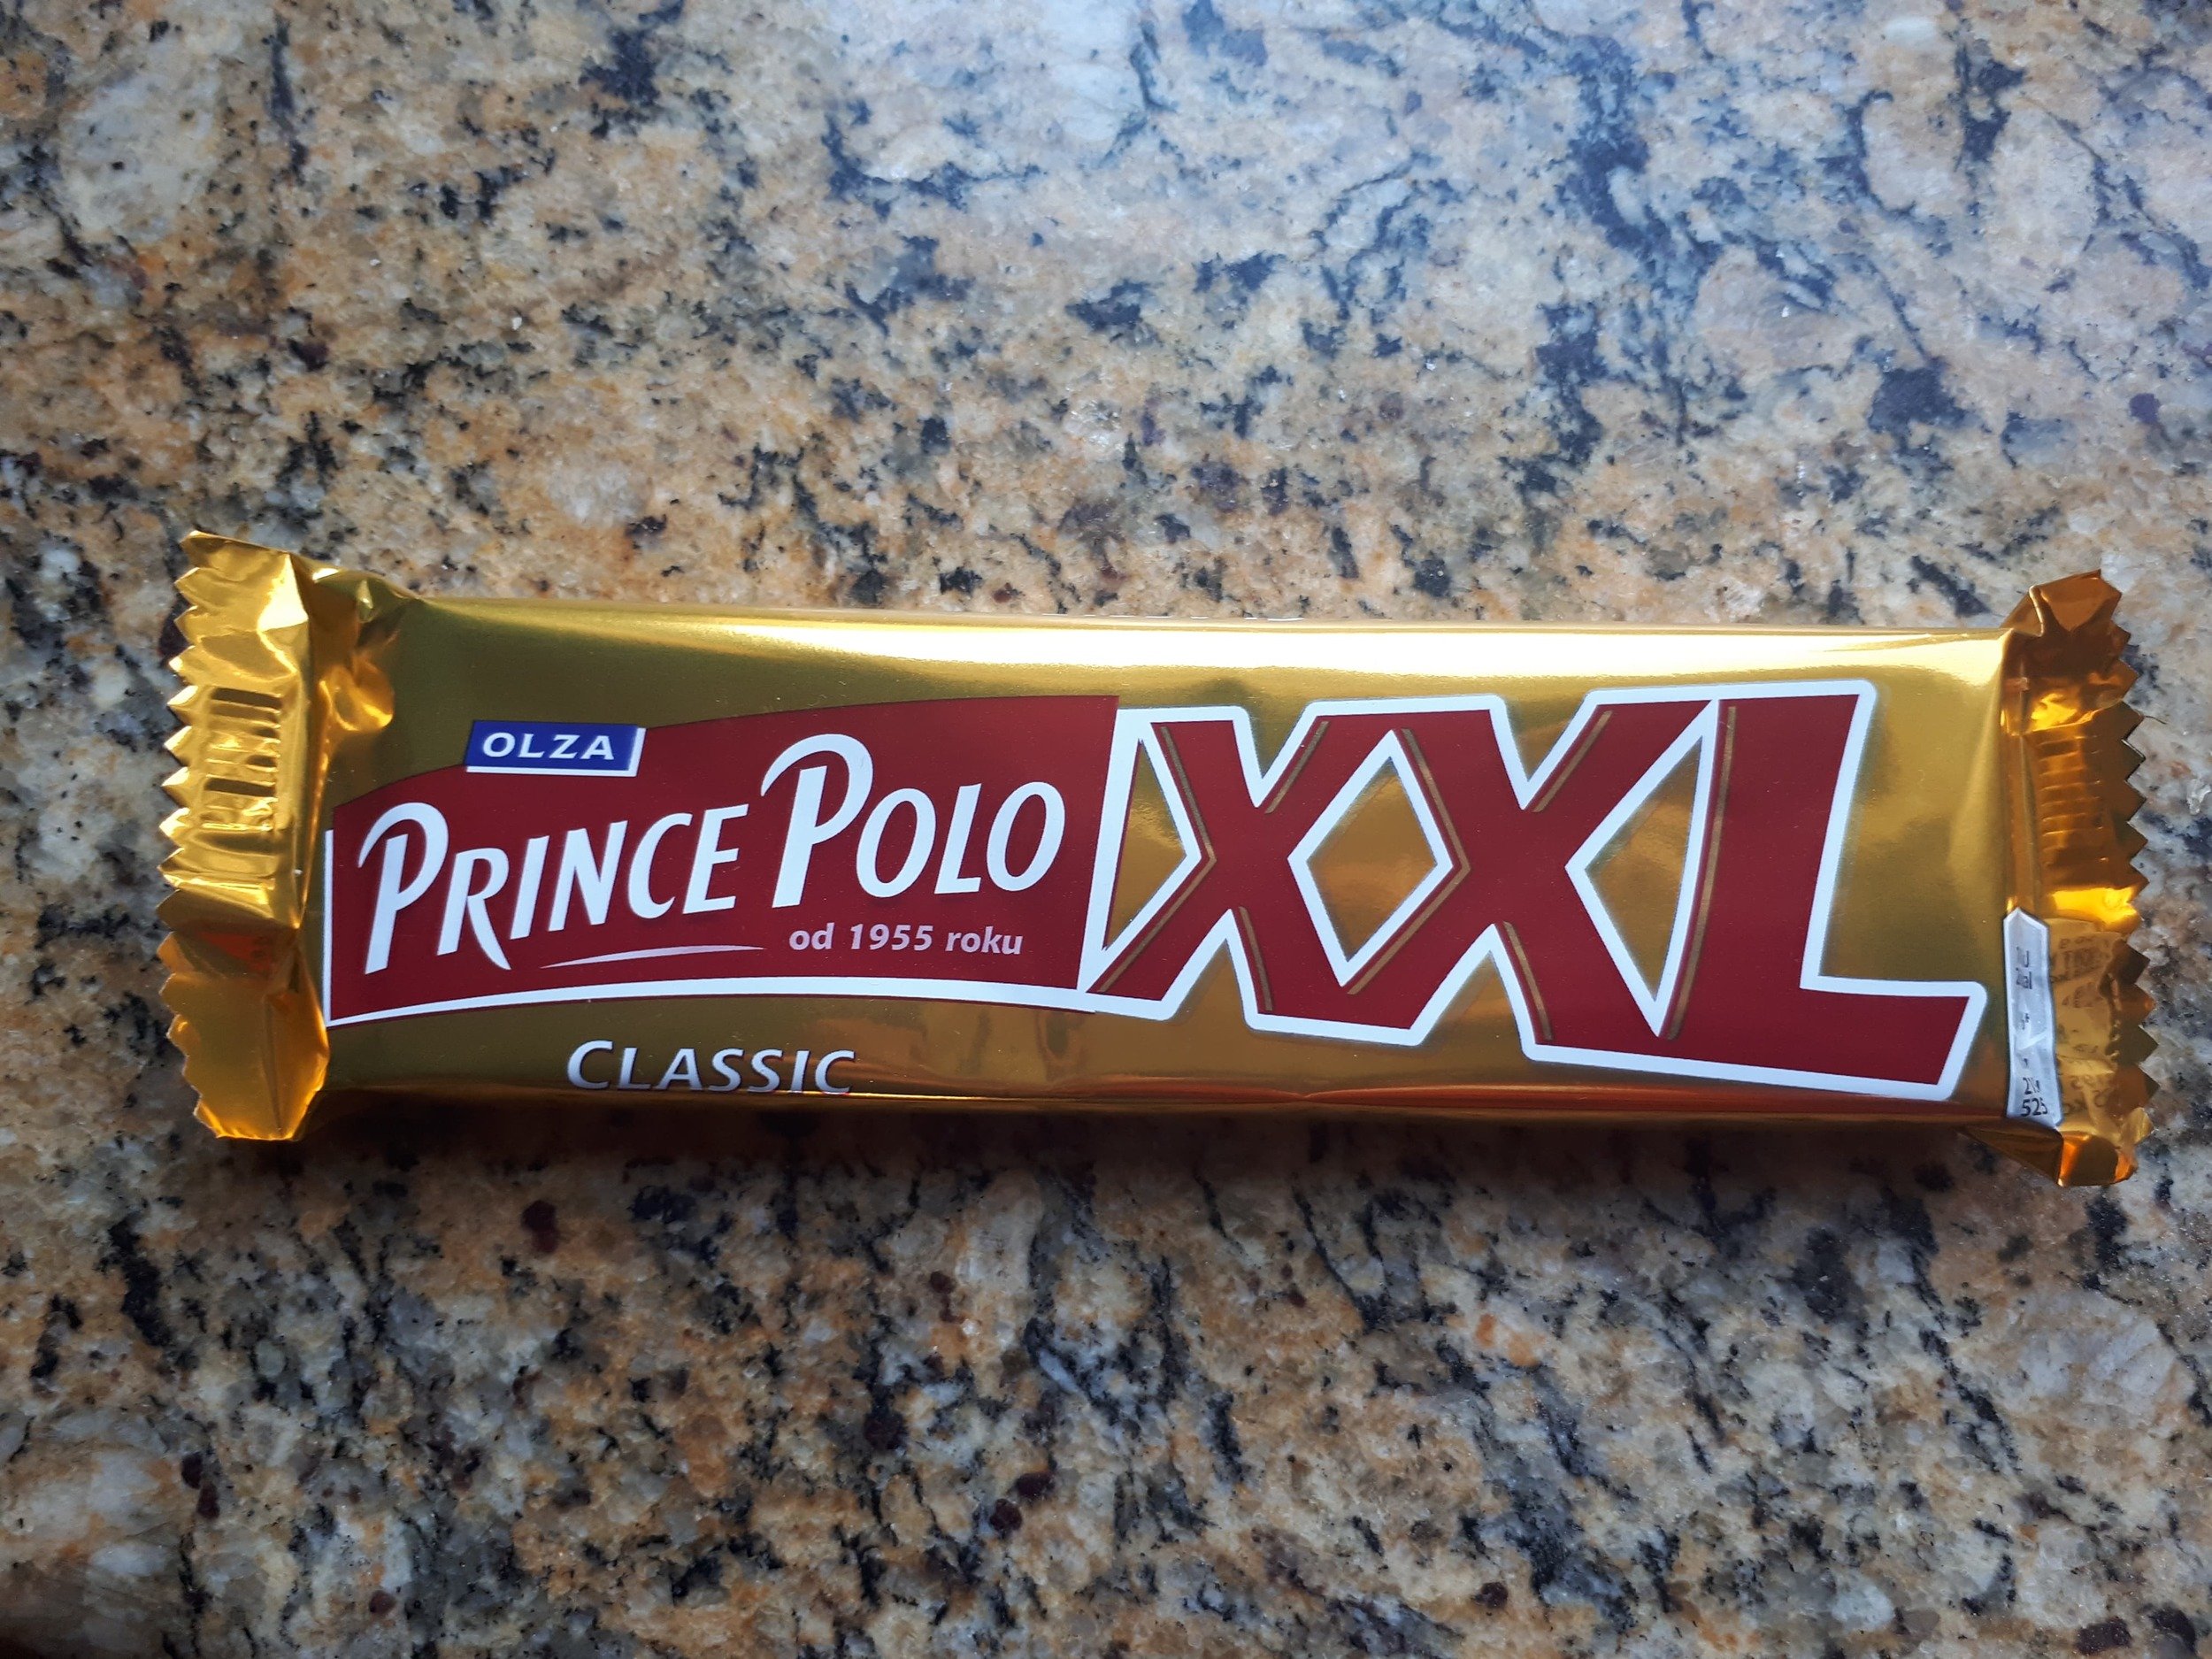 OLZA
PRINCE POLO XXL
od 1955 roku
CLASSIC